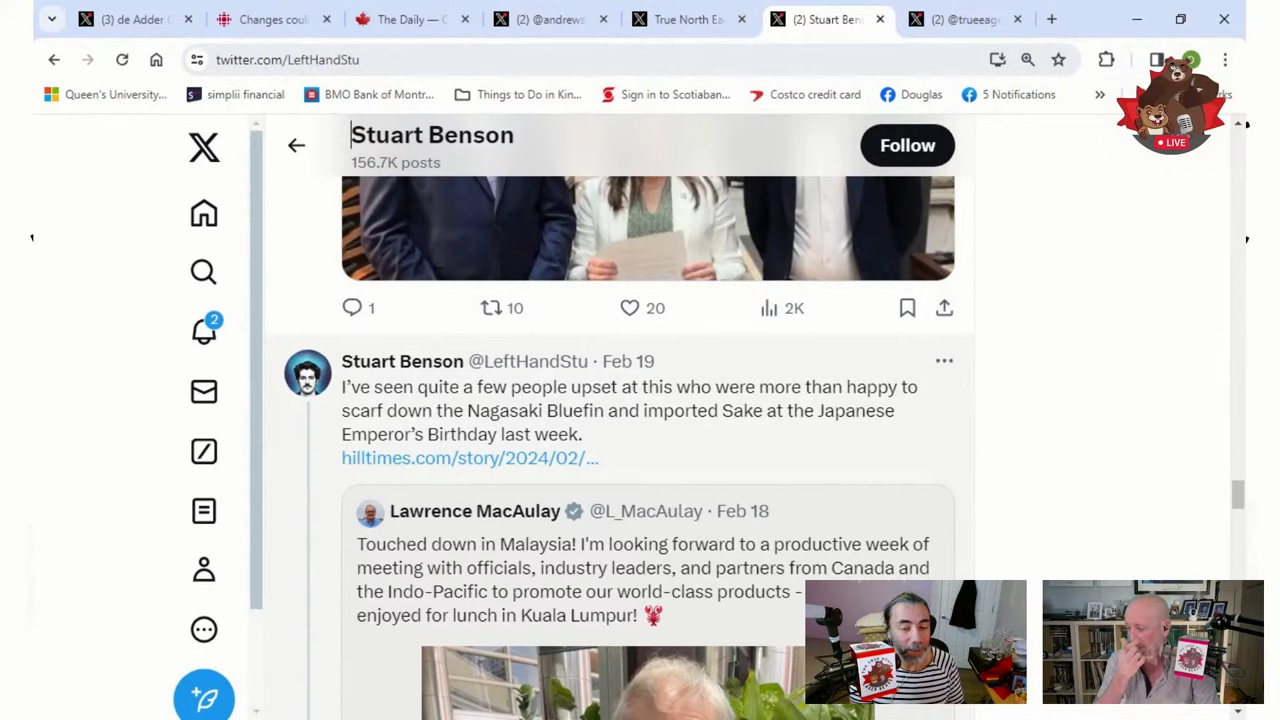 (3) de Adder C
Changes coul
The Daily — C
(2) @andrews
True North Ea
(2) Stuart Ben
(2) @trueeag
twitter.com/LeftHandStu
Queen's University...
simplii financial
BMO Bank of Montr...
Things to Do in Kin...
Sign in to Scotiaban...
Costco credit card
Douglas
5 Notifications
»
LIVE
Stuart Benson
156.7K posts
Follow
1
10
20
2K
2
Stuart Benson @LeftHandStu · Feb 19
I've seen quite a few people upset at this who were more than happy to
scarf down the Nagasaki Bluefin and imported Sake at the Japanese
Emperor's Birthday last week.
hilltimes.com/story/2024/02/...
Lawrence MacAulay @L_MacAulay · Feb 18
Touched down in Malaysia! I'm looking forward to a productive week of
meeting with officials, industry leaders, and partners from Canada and
the Indo-Pacific to promote our world-class products -
enjoyed for lunch in Kuala Lumpur! 🦞